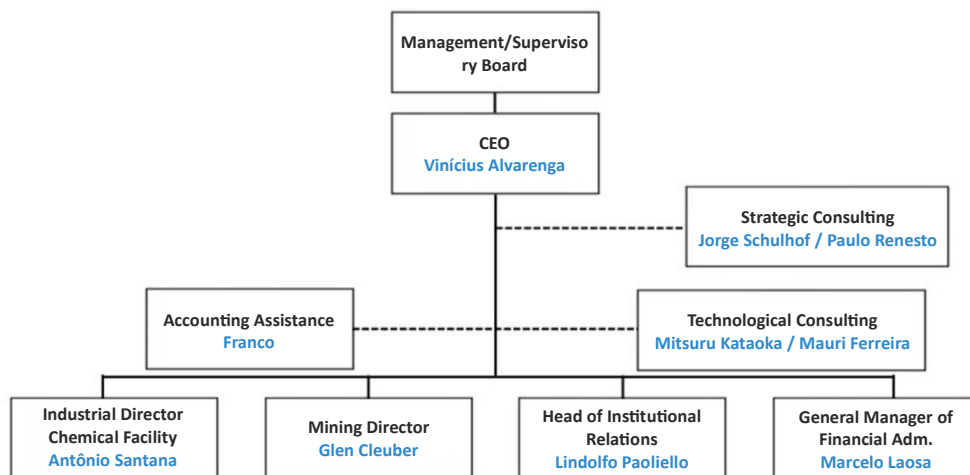 Management/Superviso
ry Board
CEO
Vinícius Alvarenga
Strategic Consulting
Jorge Schulhof / Paulo Renesto
Accounting Assistance
Franco
Technological Consulting
Mitsuru Kataoka / Mauri Ferreira
Industrial Director
Chemical Facility
Antônio Santana
Mining Director
Glen Cleuber
Head of Institutional
Relations
Lindolfo Paoliello
General Manager of
Financial Adm.
Marcelo Laosa